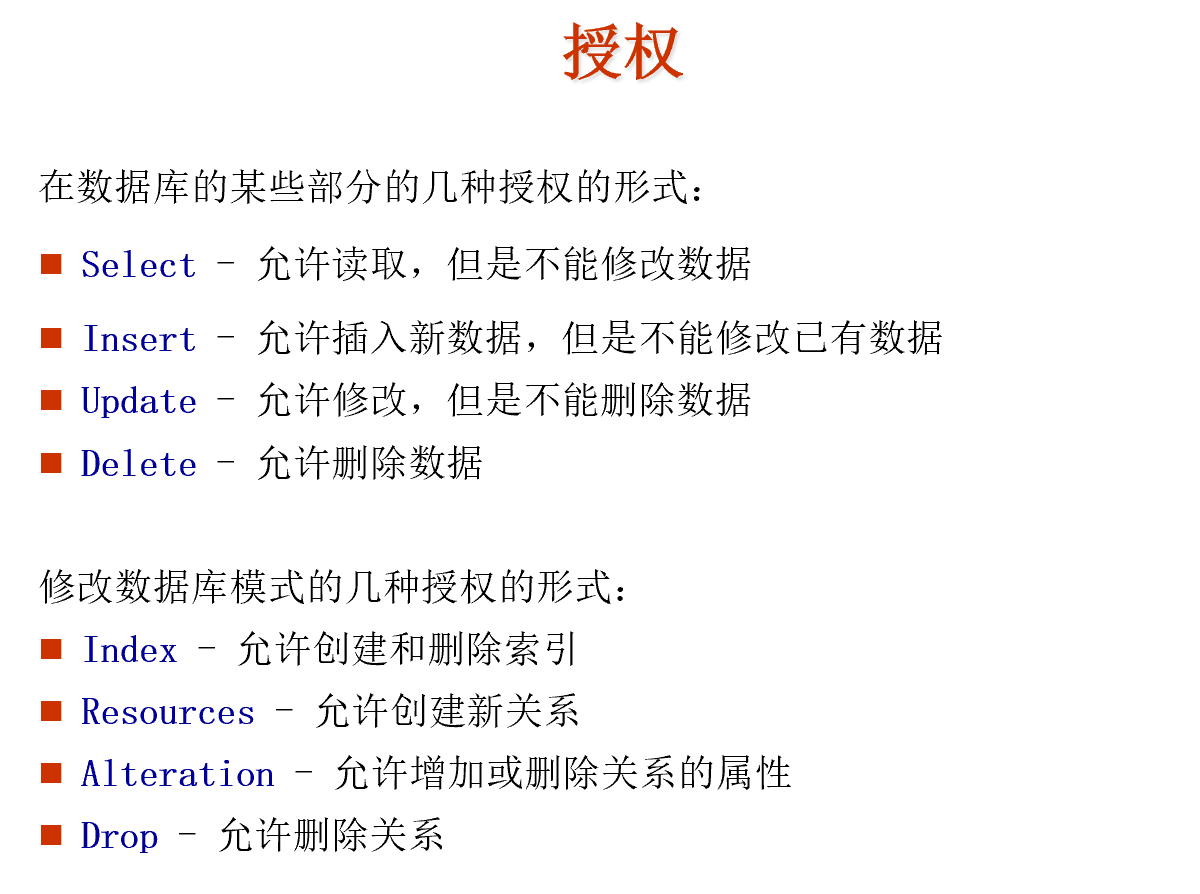 授权
在数据库的某些部分的几种授权的形式：
Select - 允许读取，但是不能修改数据
Insert - 允许插入新数据，但是不能修改已有数据
Update - 允许修改，但是不能删除数据
Delete - 允许删除数据
修改数据库模式的几种授权的形式：
Index - 允许创建和删除索引
Resources - 允许创建新关系
Alteration - 允许增加或删除关系的属性
Drop - 允许删除关系